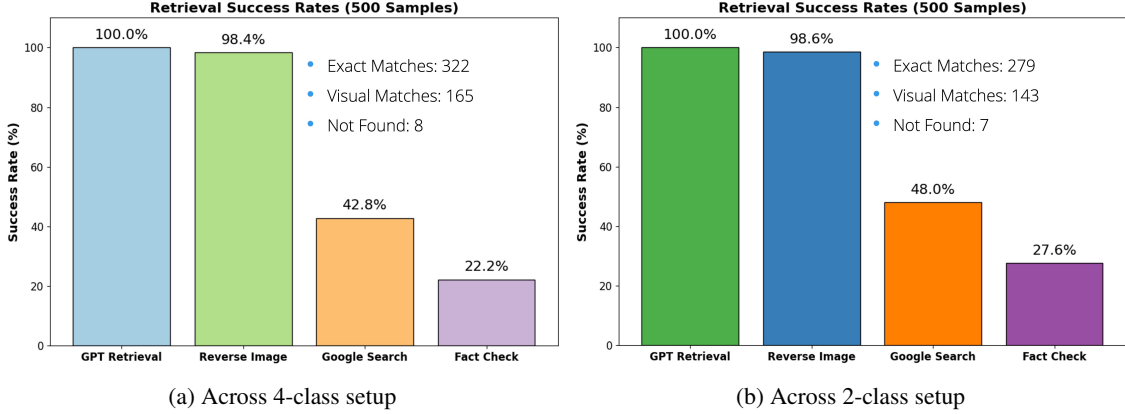 Retrieval Success Rates (500 Samples)
Success Rate (%)
100
80
60
40
20
0
100.0%
98.4%
42.8%
22.2%
• Exact Matches: 322
• Visual Matches: 165
• Not Found: 8
GPT Retrieval
Reverse Image
Google Search
Fact Check
(a) Across 4-class setup
Retrieval Success Rates (500 Samples)
Success Rate (%)
100
80
60
40
20
0
100.0%
98.6%
48.0%
27.6%
• Exact Matches: 279
• Visual Matches: 143
• Not Found: 7
GPT Retrieval
Reverse Image
Google Search
Fact Check
(b) Across 2-class setup